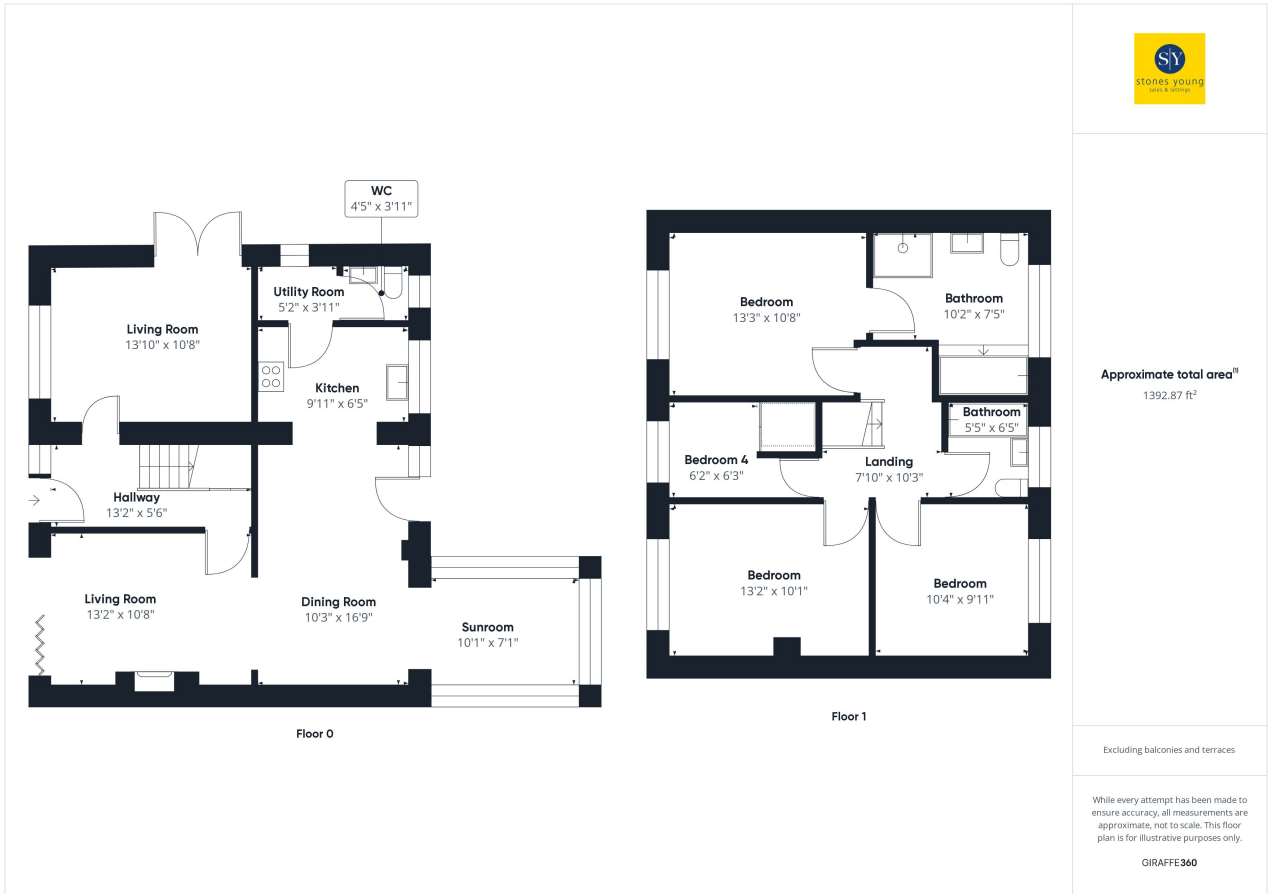 WC
4'5" x 3'11"
Utility Room
5'2" x 3'11"
Living Room
13'10" x 10'8"
Kitchen
9'11" x 6'5"
Hallway
13'2" x 5'6"
Living Room
13'2" x 10'8"
Dining Room
10'3" x 16'9"
Sunroom
10'1" x 7'1"
Floor 0
Bedroom
13'3" x 10'8"
Bathroom
10'2" x 7'5"
Bathroom
5'5" x 6'5"
Bedroom 4
6'2" x 6'3"
Landing
7'10" x 10'3"
Bedroom
13'2" x 10'1"
Bedroom
10'4" x 9'11"
Floor 1
S|Y
stones young
sales & lettings
Approximate total area⁽¹⁾
1392.87 ft²
Excluding balconies and terraces
While every attempt has been made to
ensure accuracy, all measurements are
approximate, not to scale. This floor
plan is for illustrative purposes only.
GIRAFFE360